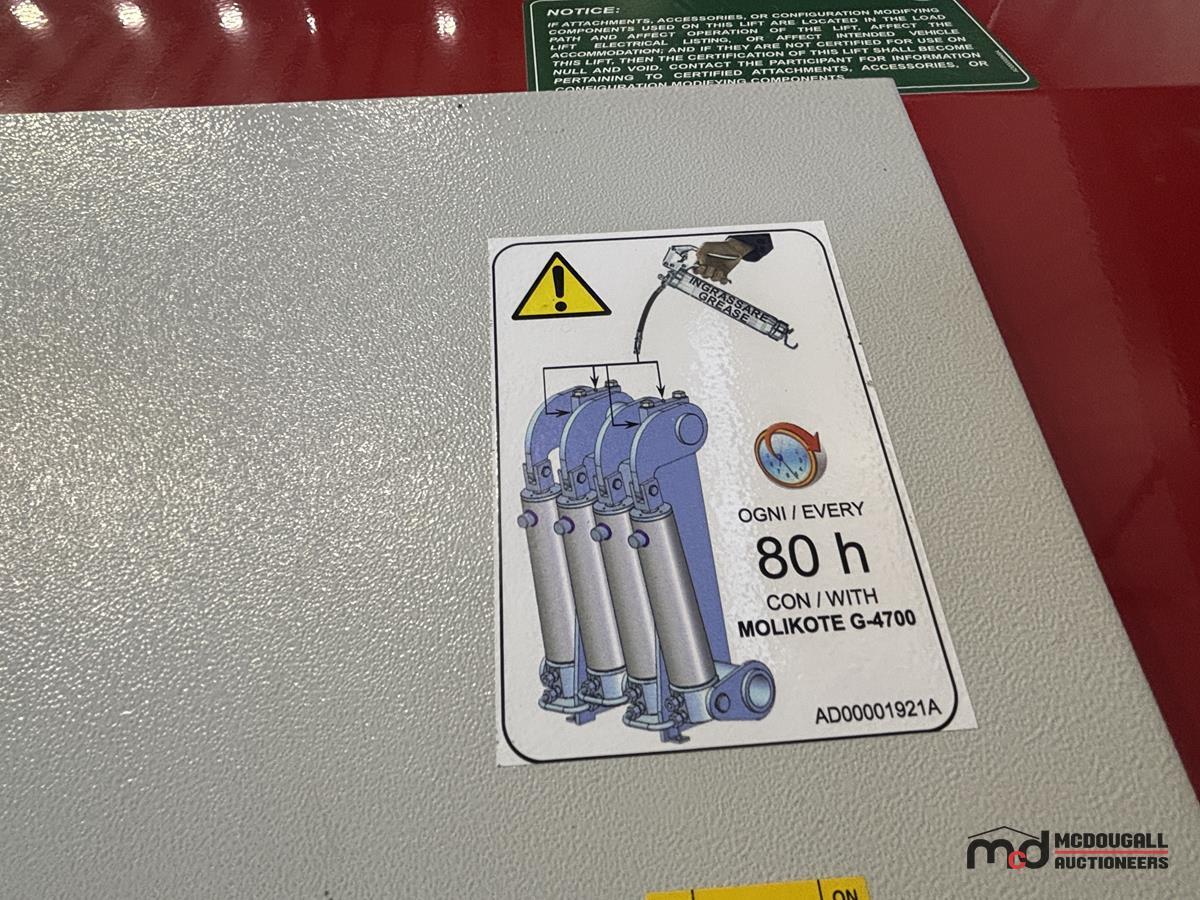 NOTICE:
IF ATTACHMENTS, ACCESSORIES, OR CONFIGURATION MODIFYING
COMPONENTS USED ON THIS LIFT ARE LOCATED IN THE LOAD
PATH AND AFFECT OPERATION OF THE LIFT, AFFECT THE
LIFT ELECTRICAL LISTING, OR AFFECT INTENDED VEHICLE
ACCOMMODATION; AND IF THEY ARE NOT CERTIFIED FOR USE ON
THIS LIFT, THEN THE CERTIFICATION OF THIS LIFT SHALL BECOME
NULL AND VOID. CONTACT THE PARTICIPANT FOR INFORMATION
PERTAINING TO CERTIFIED ATTACHMENTS, ACCESSORIES, OR
CONFIGURATION MODIFYING COMPONENTS.
INGRASSARE
GREASE
OGNI / EVERY
80 h
CON / WITH
MOLIKOTE G-4700
AD00001921A
ON
mcd MCDOUGALL
AUCTIONEERS